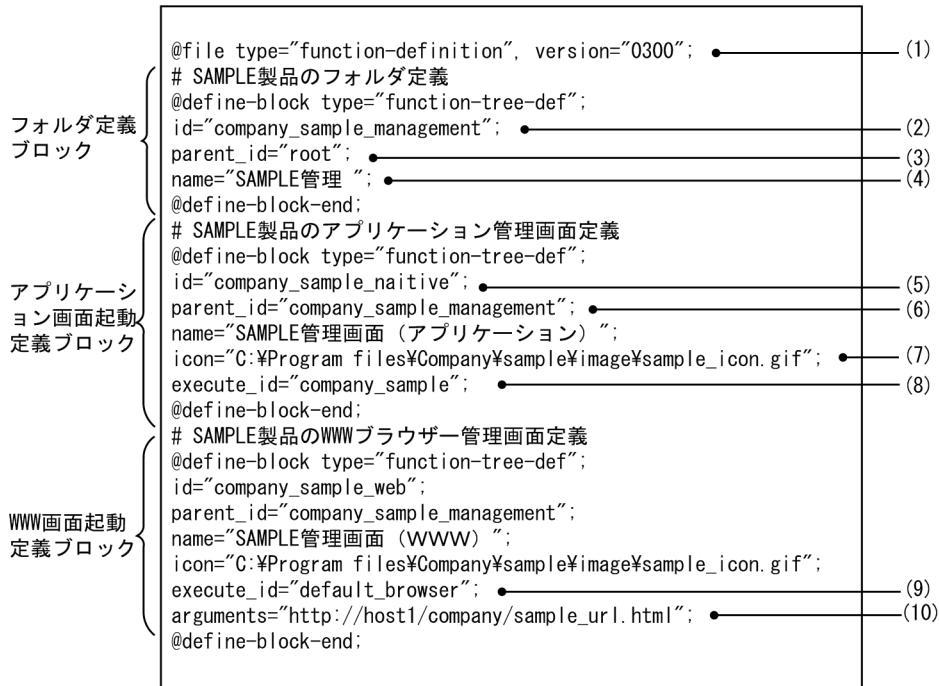 @file type="function-definition", version="0300"; (1)
# SAMPLE製品のフォルダ定義
@define-block type="function-tree-def";
id="company_sample_management"; (2)
parent_id="root"; (3)
name="SAMPLE管理 "; (4)
@define-block-end;
フォルダ定義
ブロック
# SAMPLE製品のアプリケーション管理画面定義
@define-block type="function-tree-def";
id="company_sample_naitive"; (5)
parent_id="company_sample_management"; (6)
name="SAMPLE管理画面（アプリケーション）";
icon="C:¥Program files¥Company¥sample¥image¥sample_icon.gif"; (7)
execute_id="company_sample"; (8)
@define-block-end;
アプリケーシ
ョン画面起動
定義ブロック
# SAMPLE製品のWWWブラウザー管理画面定義
@define-block type="function-tree-def";
id="company_sample_web";
parent_id="company_sample_management";
name="SAMPLE管理画面（ＷＷＷ）";
icon="C:¥Program files¥Company¥sample¥image¥sample_icon.gif";
execute_id="default_browser"; (9)
arguments="http://host1/company/sample_url.html"; (10)
@define-block-end;
WWW画面起動
定義ブロック